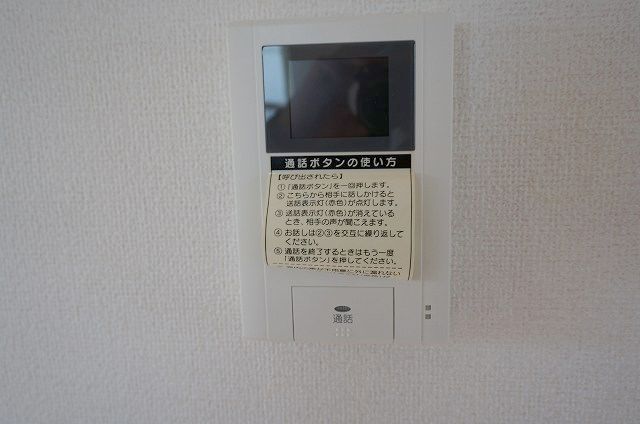 通話ボタンの使い方
【呼び出されたら】
①「通話ボタン」を一回押します。
② こちらから相手に話しかけると
送話表示灯(赤色)が点灯します。
③ 送話表示灯(赤色)が消えている
とき、相手の声が聞こえます。
④ お話しは②③を交互に繰り返して
ください。
⑤ 通話を終了するときはもう一度
「通話ボタン」を押してください。
通話